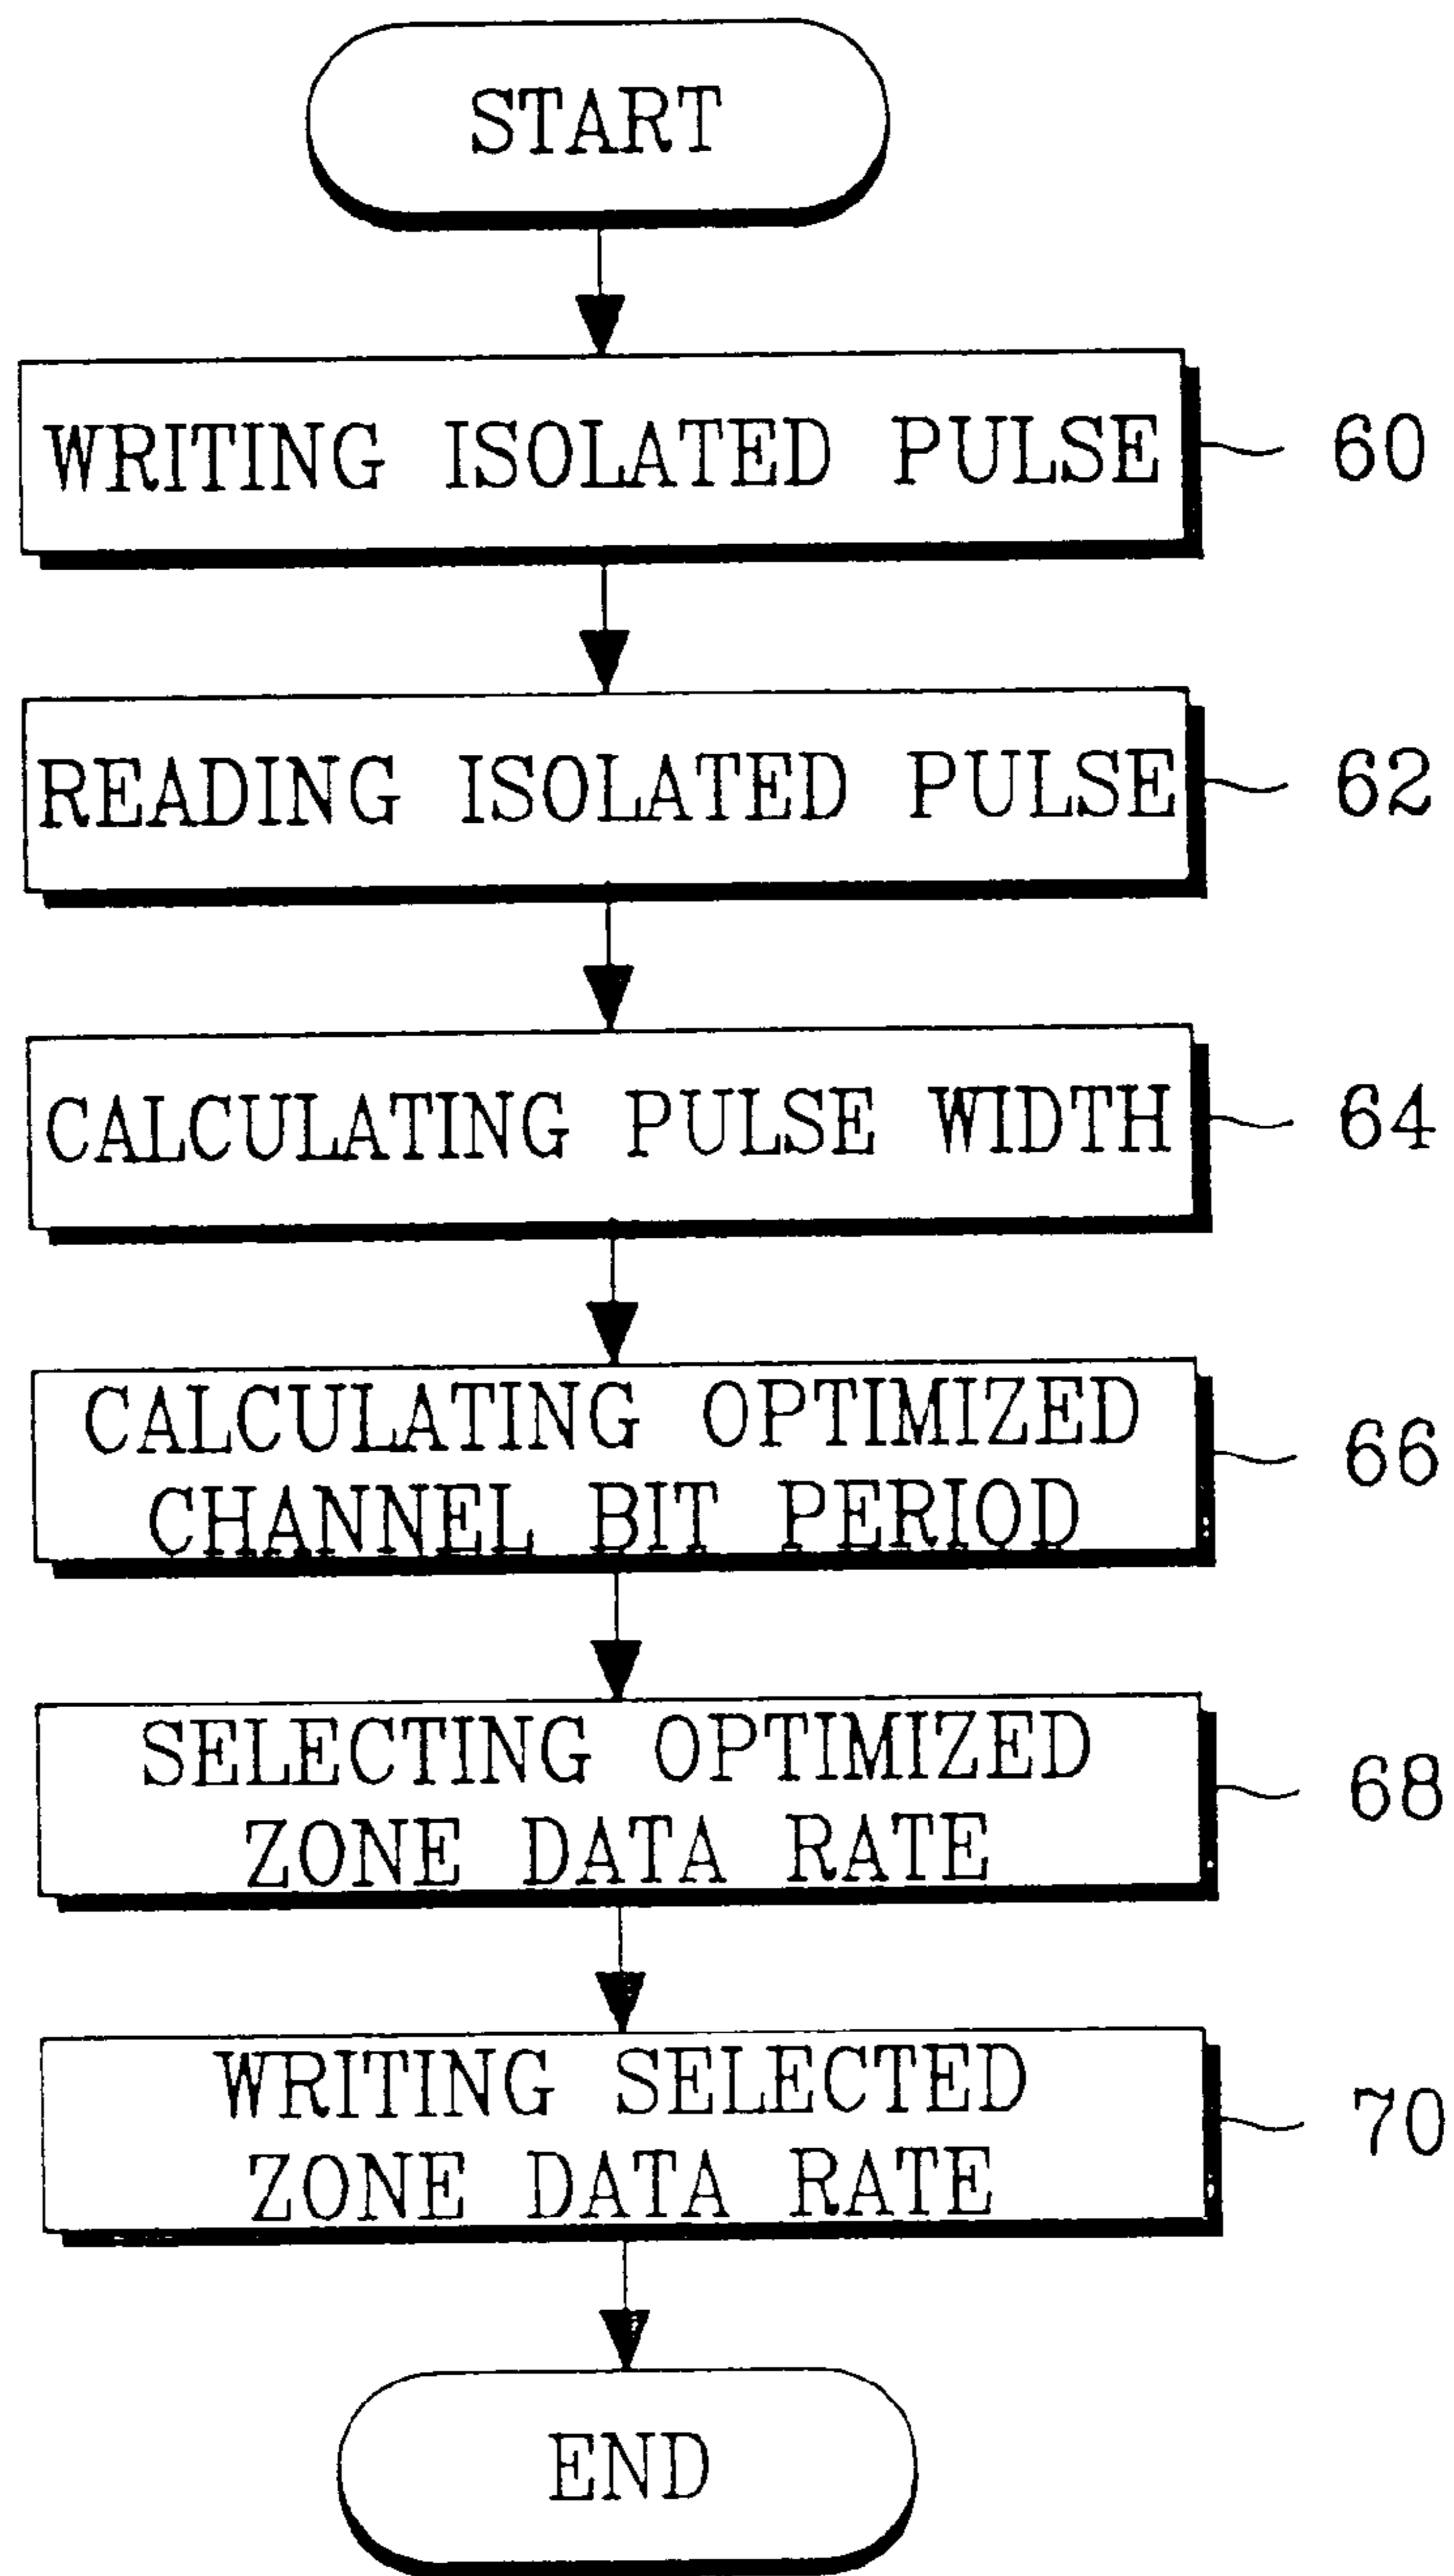 START
WRITING ISOLATED PULSE 60
READING ISOLATED PULSE 62
CALCULATING PULSE WIDTH 64
CALCULATING OPTIMIZED
CHANNEL BIT PERIOD 66
SELECTING OPTIMIZED
ZONE DATA RATE 68
WRITING SELECTED
ZONE DATA RATE 70
END